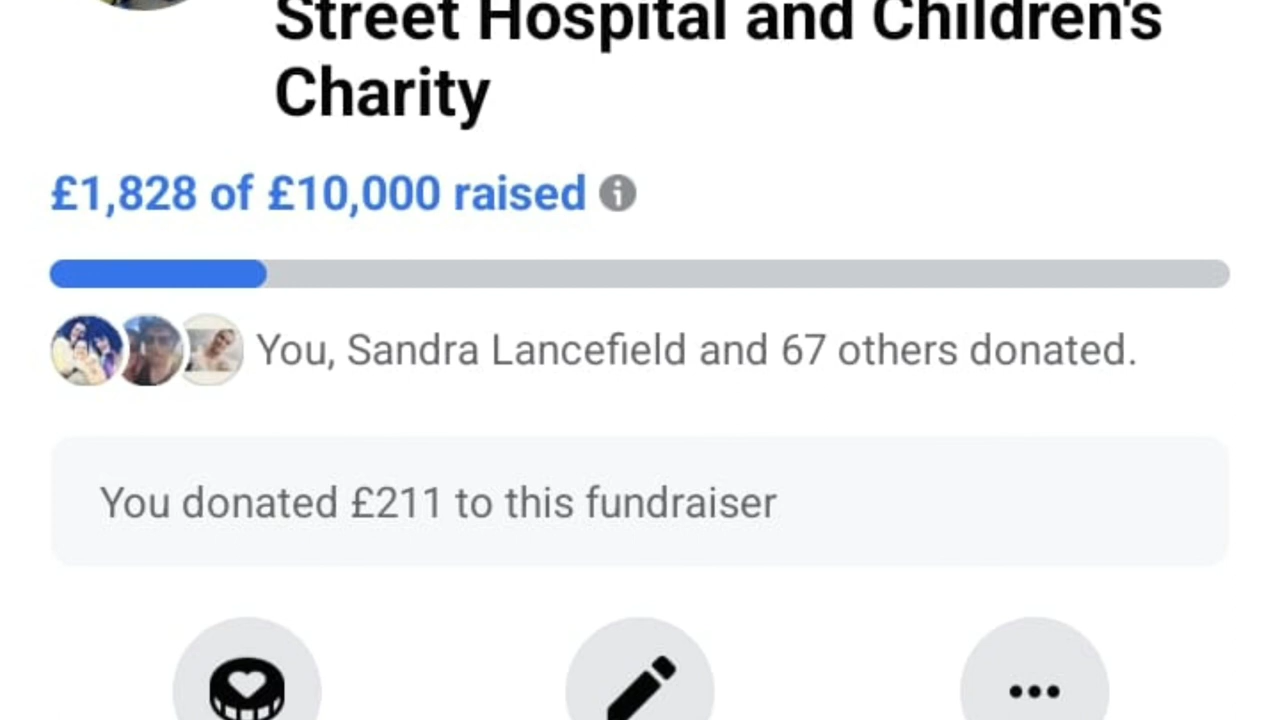 Street Hospital and Children's
Charity
£1,828 of £10,000 raised
You, Sandra Lancefield and 67 others donated.
You donated £211 to this fundraiser